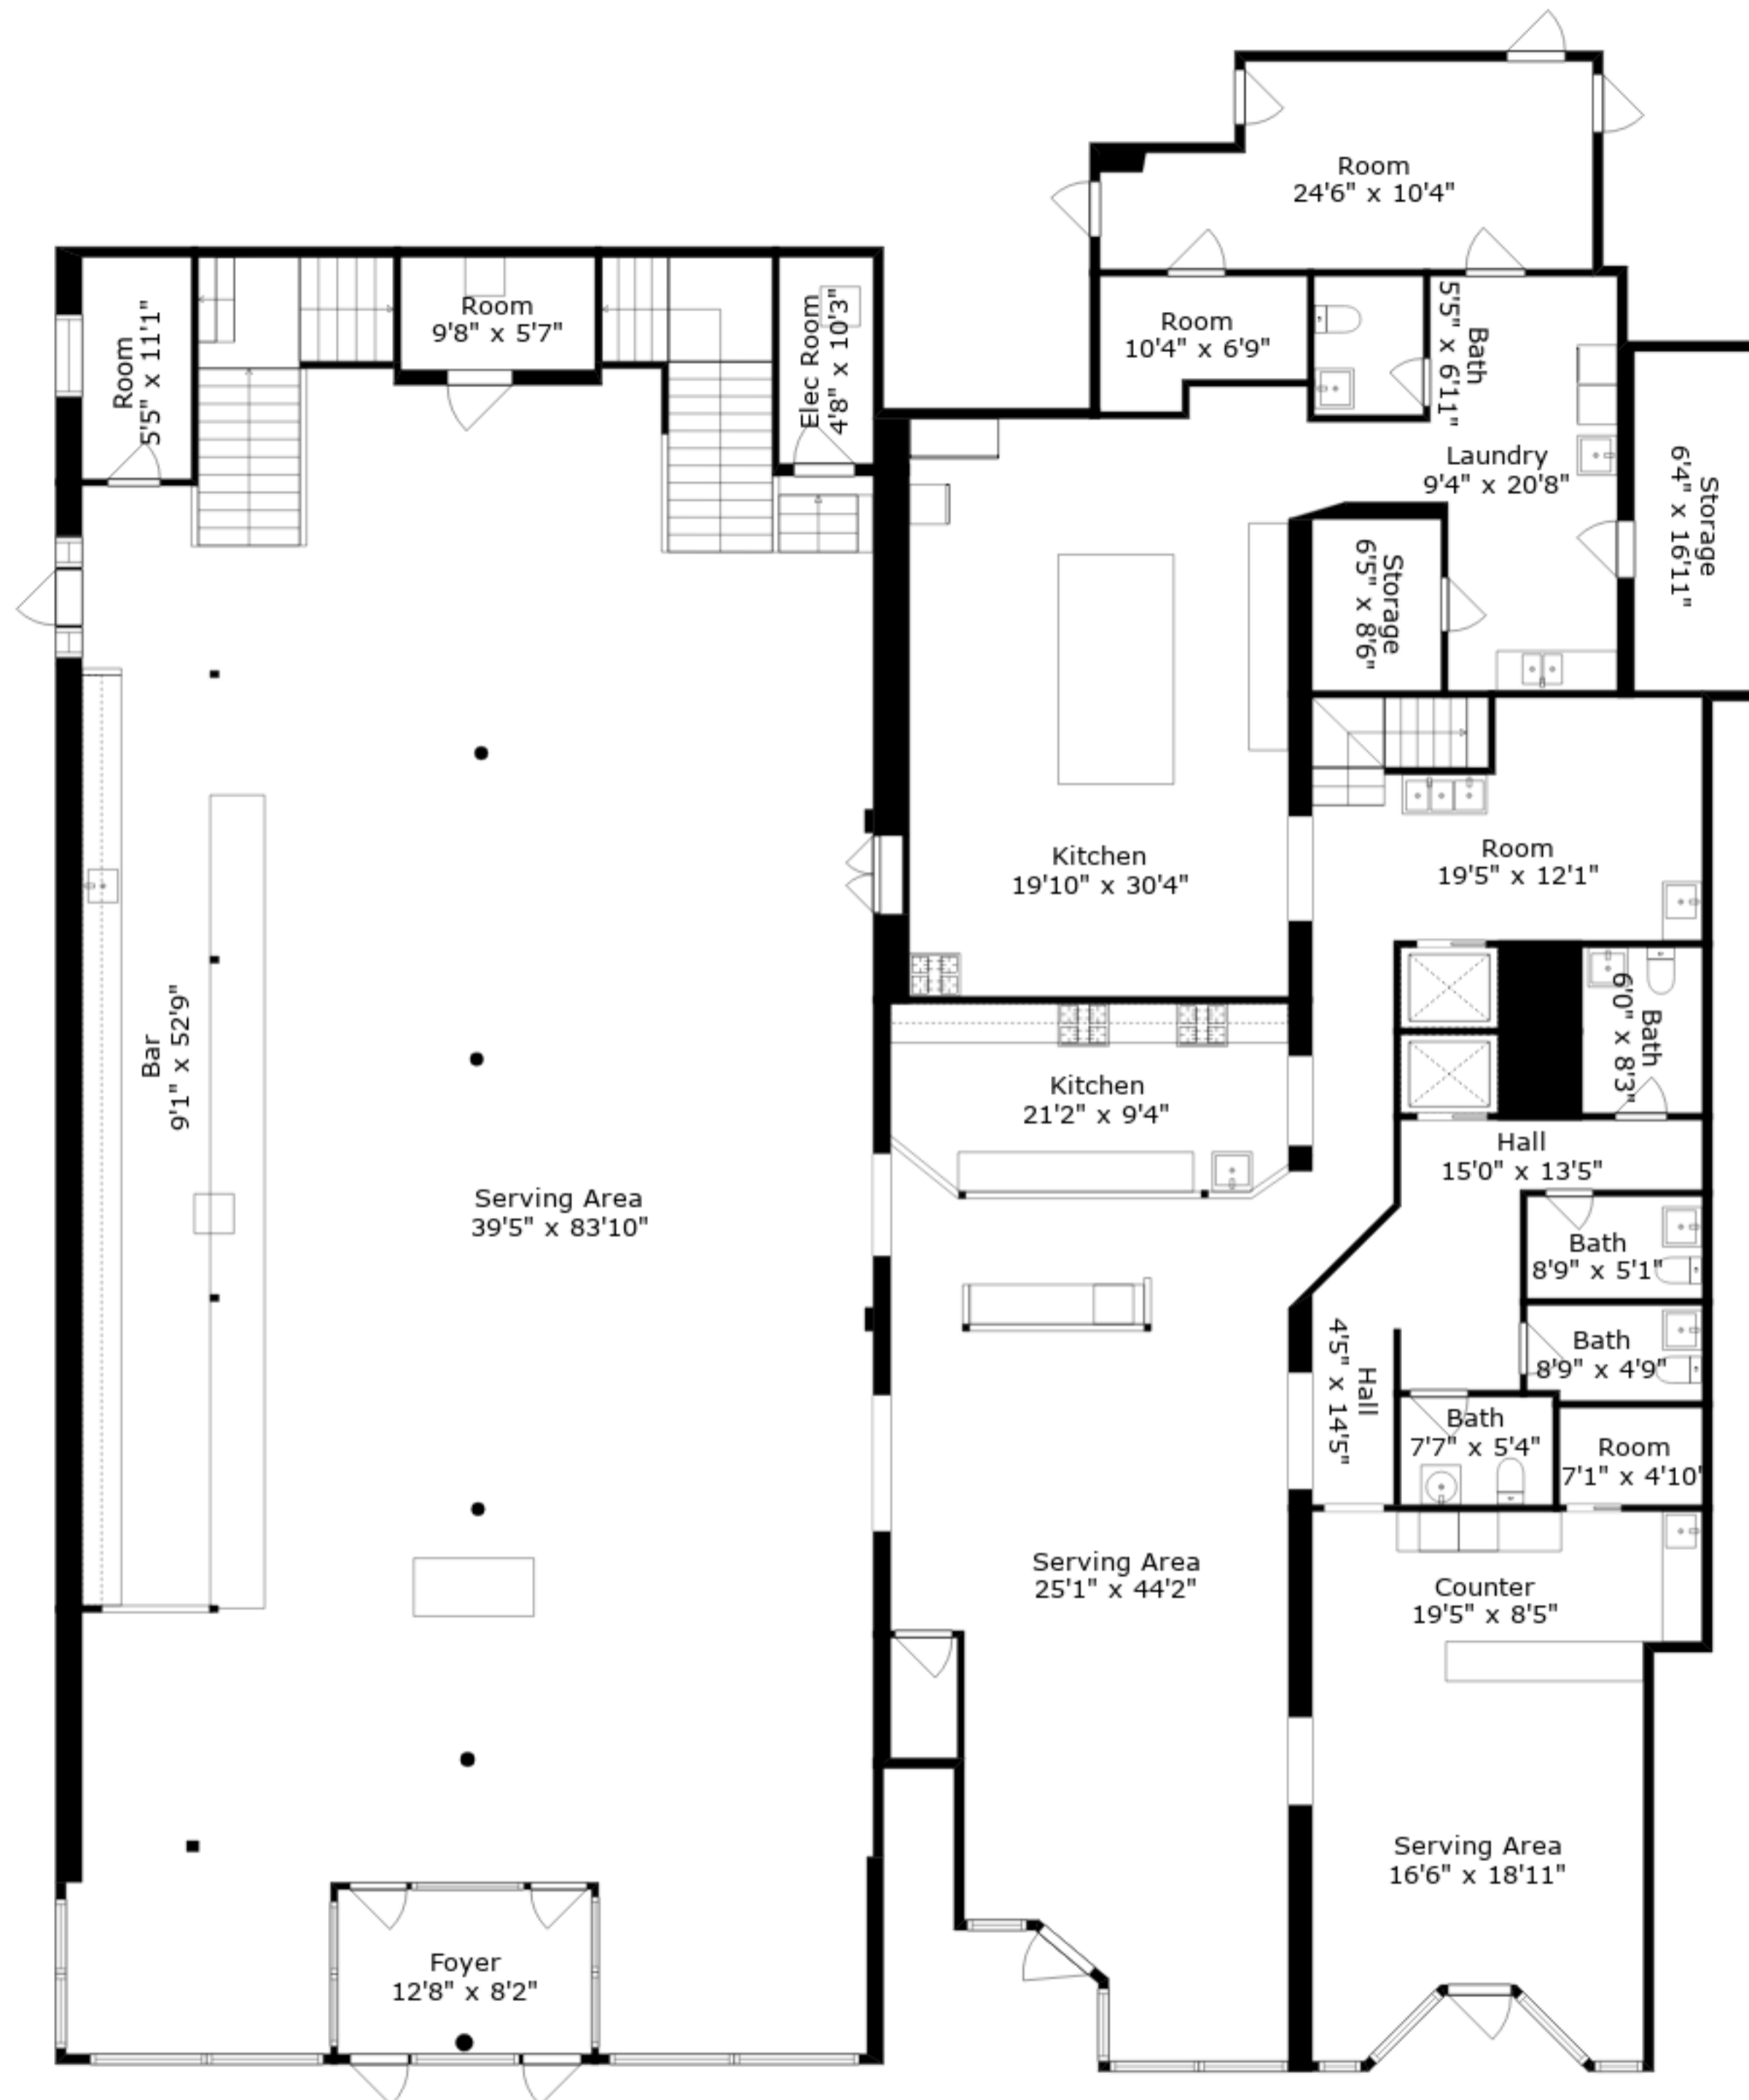 Room
24'6" x 10'4"
Room
9'8" x 5'7"
Room
5'5" x 11'1"
Elec Room
4'8" x 10'3"
Room
10'4" x 6'9"
Bath
5'5" x 6'11"
Laundry
9'4" x 20'8"
Storage
6'4" x 16'11"
Storage
6'5" x 8'6"
Kitchen
19'10" x 30'4"
Room
19'5" x 12'1"
Bar
9'1" x 52'9"
Bath
6'0" x 8'3"
Kitchen
21'2" x 9'4"
Hall
15'0" x 13'5"
Serving Area
39'5" x 83'10"
Bath
8'9" x 5'1"
Bath
8'9" x 4'9"
Hall
4'5" x 14'5"
Bath
7'7" x 5'4"
Room
7'1" x 4'10'
Serving Area
25'1" x 44'2"
Counter
19'5" x 8'5"
Serving Area
16'6" x 18'11"
Foyer
12'8" x 8'2"